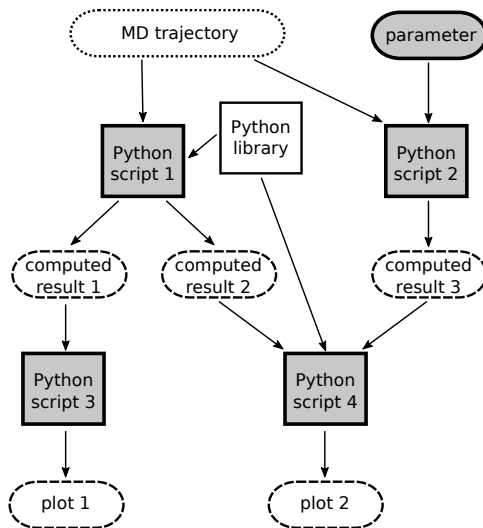 MD trajectory
parameter
Python
library
Python
script 1
Python
script 2
computed
result 1
computed
result 2
computed
result 3
Python
script 3
Python
script 4
plot 1
plot 2